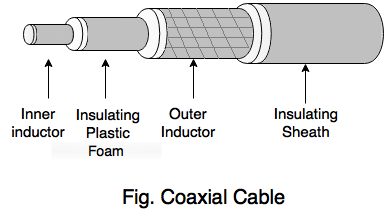 Inner
inductor
Insulating
Plastic
Foam
Outer
Inductor
Insulating
Sheath
Fig. Coaxial Cable